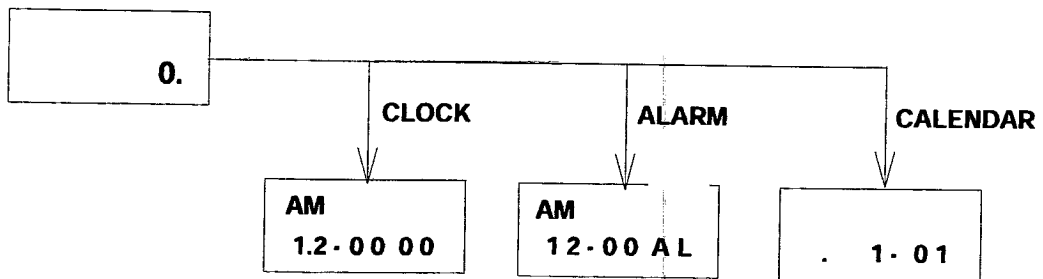 0.
CLOCK
ALARM
CALENDAR
AM
1.2-00 00
AM
12-00 AL
. 1-01